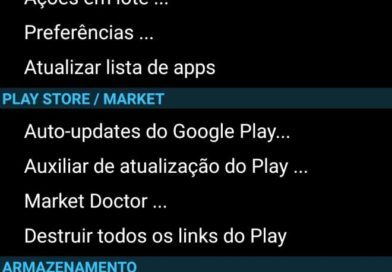 Ações em lote ...
Preferências ...
Atualizar lista de apps
PLAY STORE / MARKET
Auto-updates do Google Play...
Auxiliar de atualização do Play ...
Market Doctor ...
Destruir todos os links do Play
ARMAZENAMENTO